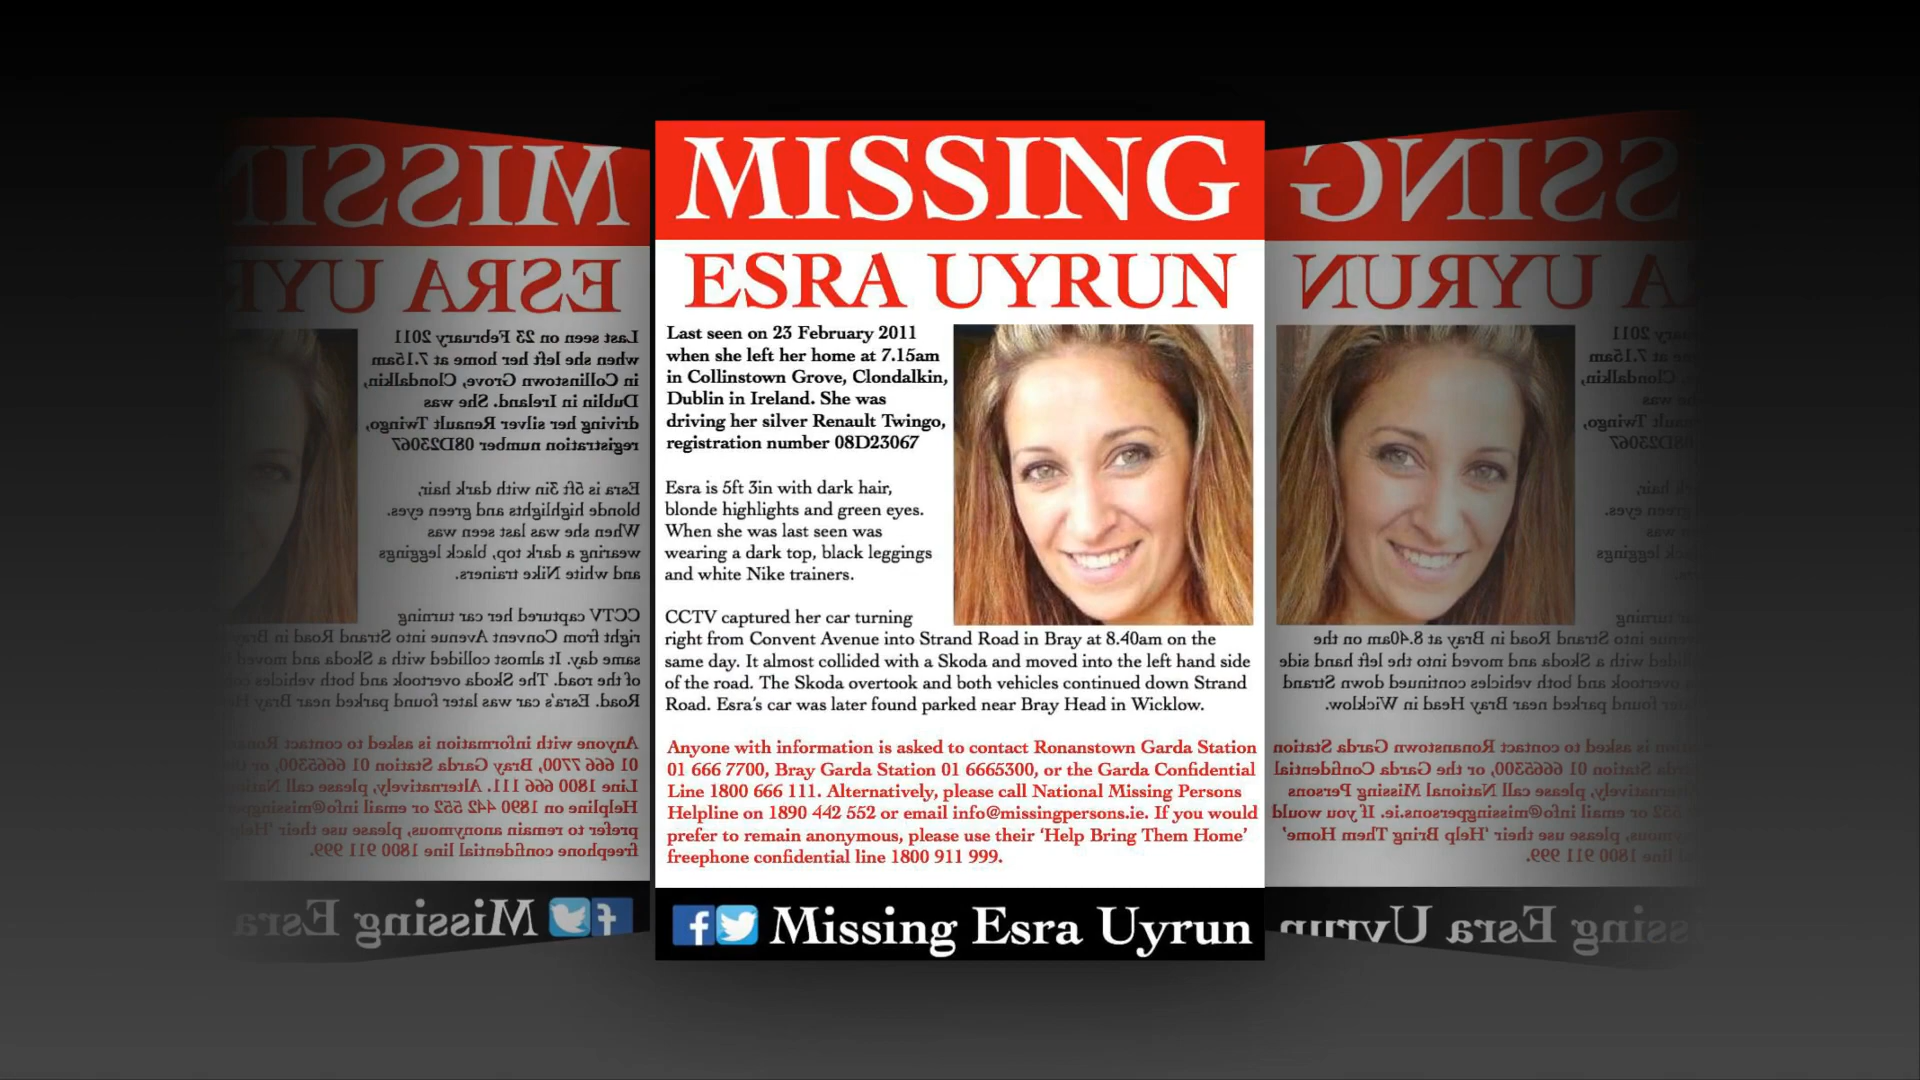 MISSING
ESRA UYRUN
Last seen on 23 February 2011
when she left her home at 7.15am
in Collinstown Grove, Clondalkin,
Dublin in Ireland. She was
driving her silver Renault Twingo,
registration number 08D23067
Esra is 5ft 3in with dark hair,
blonde highlights and green eyes.
When she was last seen was
wearing a dark top, black leggings
and white Nike trainers.
CCTV captured her car turning
right from Convent Avenue into Strand Road in Bray at 8.40am on the
same day. It almost collided with a Skoda and moved into the left hand side
of the road. The Skoda overtook and both vehicles continued down Strand
Road. Esra's car was later found parked near Bray Head in Wicklow.
Anyone with information is asked to contact Ronanstown Garda Station
01 666 7700, Bray Garda Station 01 6665300, or the Garda Confidential
Line 1800 666 111. Alternatively, please call National Missing Persons
Helpline on 1890 442 552 or email info@missingpersons.ie. If you would
prefer to remain anonymous, please use their 'Help Bring Them Home'
freephone confidential line 1800 911 999.
Missing Esra Uyrun